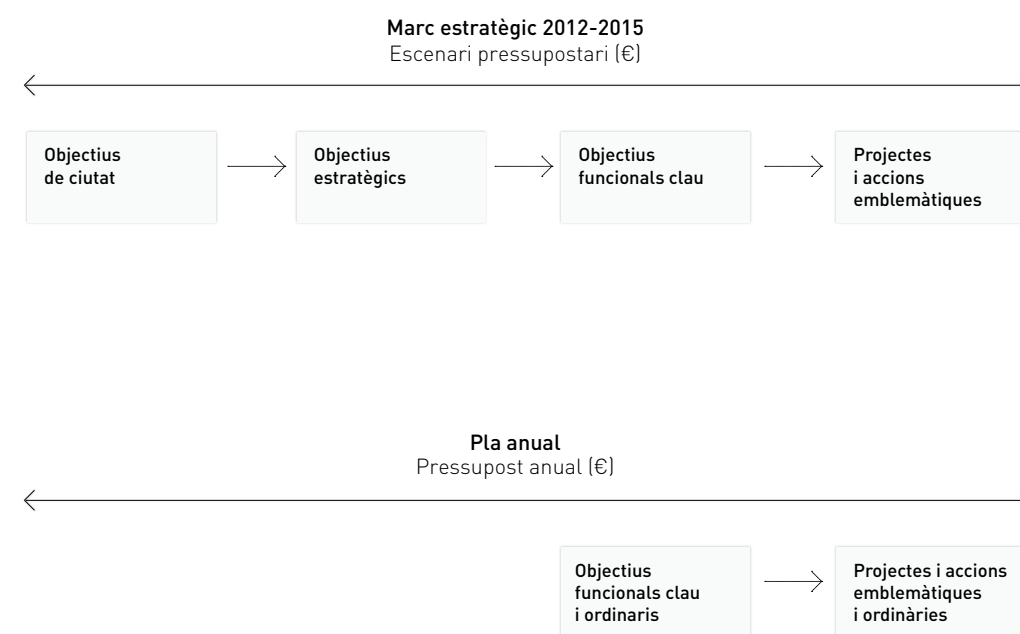 Marc estratègic 2012-2015
Escenari pressupostari (€)
Objectius
de ciutat
Objectius
estratègics
Objectius
funcionals clau
Projectes
i accions
emblemàtiques
Pla anual
Pressupost anual (€)
Objectius
funcionals clau
i ordinaris
Projectes i accions
emblemàtiques
i ordinàries